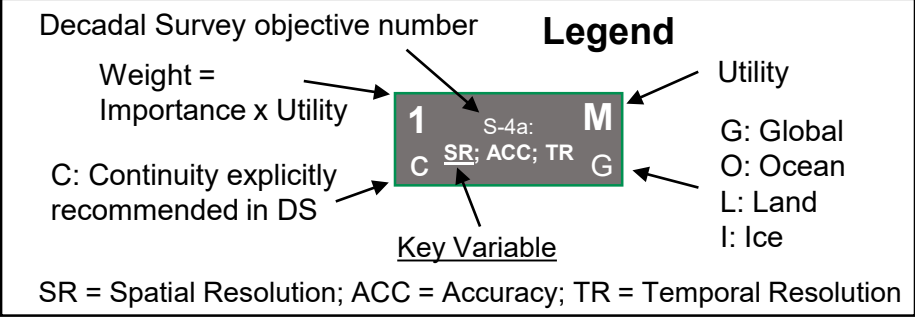 Decadal Survey objective number
Legend
Weight =
Importance x Utility
Utility
1
S-4a:
M
C
SR; ACC; TR
G
C: Continuity explicitly
recommended in DS
G: Global
O: Ocean
L: Land
I: Ice
Key Variable
SR = Spatial Resolution; ACC = Accuracy; TR = Temporal Resolution